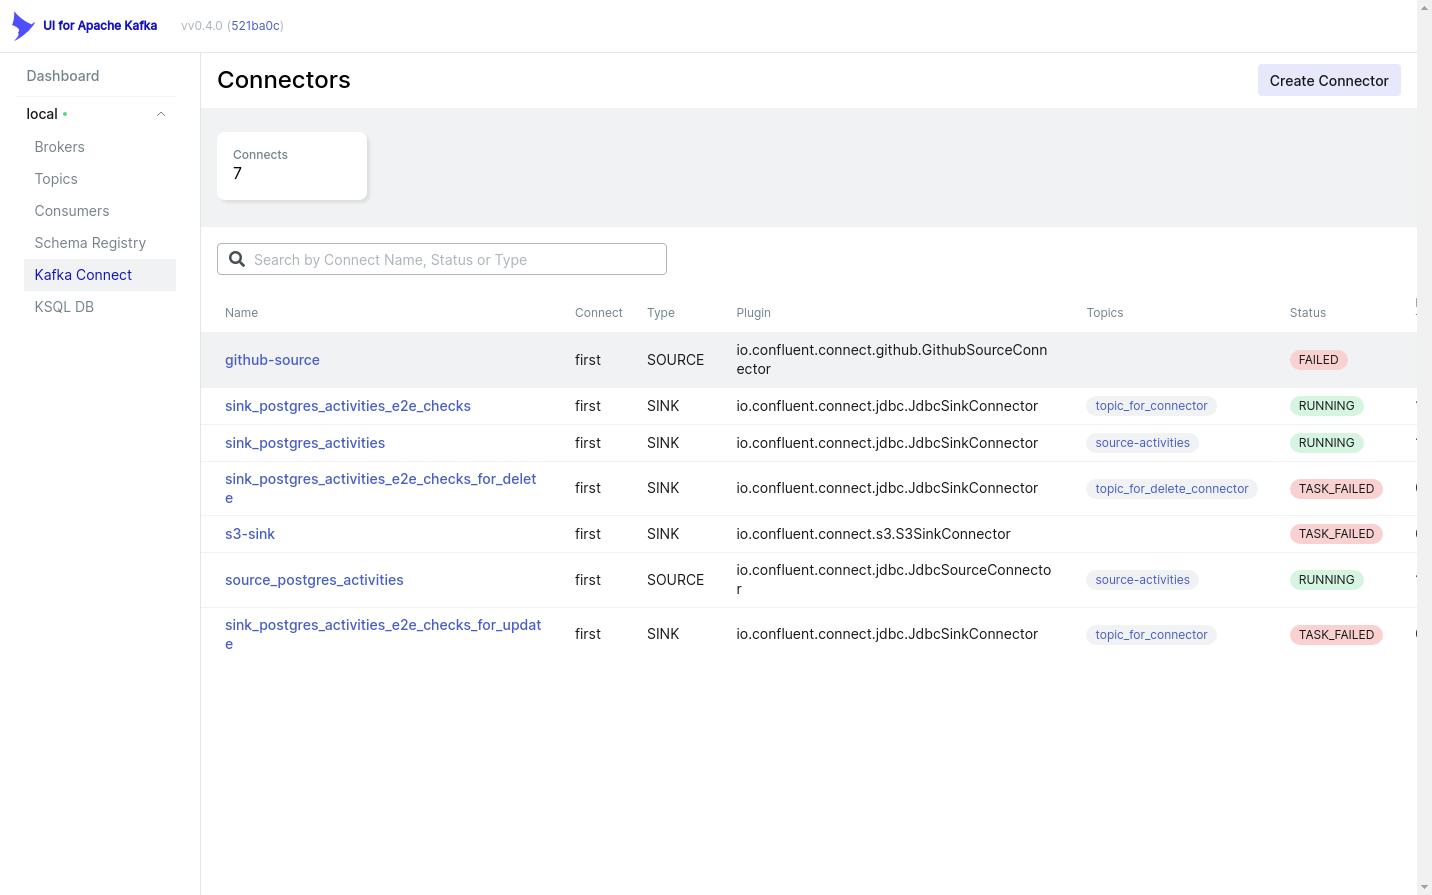 UI for Apache Kafka
vv0.4.0 (521ba0c)
Dashboard
local
Brokers
Topics
Consumers
Schema Registry
Kafka Connect
KSQL DB
Connectors
Create Connector
Connects
7
Search by Connect Name, Status or Type
Name Connect Type Plugin Topics Status
github-source first SOURCE io.confluent.connect.github.GithubSourceConn
ector FAILED
sink_postgres_activities_e2e_checks first SINK io.confluent.connect.jdbc.JdbcSinkConnector topic_for_connector RUNNING
sink_postgres_activities first SINK io.confluent.connect.jdbc.JdbcSinkConnector source-activities RUNNING
sink_postgres_activities_e2e_checks_for_delet
e first SINK io.confluent.connect.jdbc.JdbcSinkConnector topic_for_delete_connector TASK_FAILED
s3-sink first SINK io.confluent.connect.s3.S3SinkConnector TASK_FAILED
source_postgres_activities first SOURCE io.confluent.connect.jdbc.JdbcSourceConnecto
r source-activities RUNNING
sink_postgres_activities_e2e_checks_for_updat
e first SINK io.confluent.connect.jdbc.JdbcSinkConnector topic_for_connector TASK_FAILED